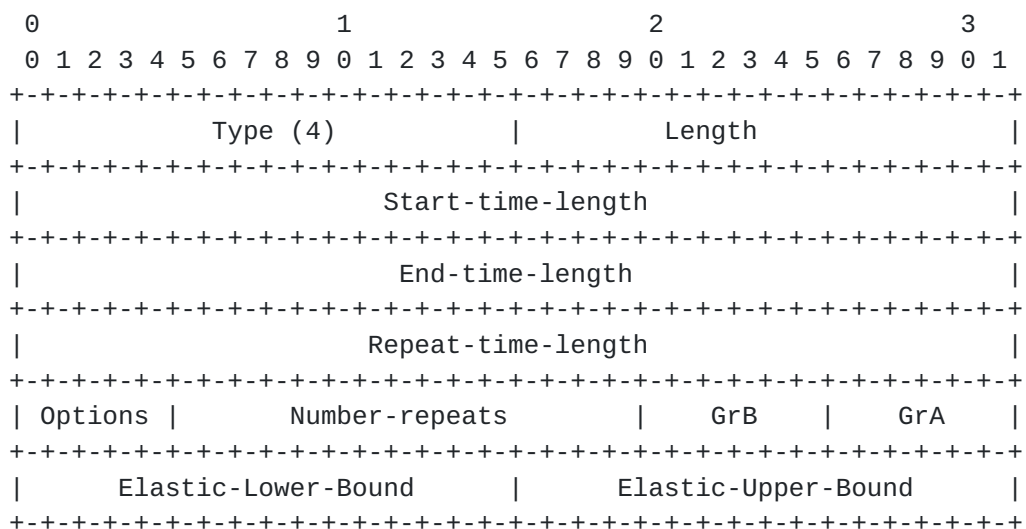 0                   1                   2                   3
 0 1 2 3 4 5 6 7 8 9 0 1 2 3 4 5 6 7 8 9 0 1 2 3 4 5 6 7 8 9 0 1
+-+-+-+-+-+-+-+-+-+-+-+-+-+-+-+-+-+-+-+-+-+-+-+-+-+-+-+-+-+-+-+-+
|            Type (4)           |         Length                |
+-+-+-+-+-+-+-+-+-+-+-+-+-+-+-+-+-+-+-+-+-+-+-+-+-+-+-+-+-+-+-+-+
|                       Start-time-length                       |
+-+-+-+-+-+-+-+-+-+-+-+-+-+-+-+-+-+-+-+-+-+-+-+-+-+-+-+-+-+-+-+-+
|                        End-time-length                        |
+-+-+-+-+-+-+-+-+-+-+-+-+-+-+-+-+-+-+-+-+-+-+-+-+-+-+-+-+-+-+-+-+
|                      Repeat-time-length                       |
+-+-+-+-+-+-+-+-+-+-+-+-+-+-+-+-+-+-+-+-+-+-+-+-+-+-+-+-+-+-+-+-+
| Options |       Number-repeats        |    GrB    |    GrA    |
+-+-+-+-+-+-+-+-+-+-+-+-+-+-+-+-+-+-+-+-+-+-+-+-+-+-+-+-+-+-+-+-+
|      Elastic-Lower-Bound      |      Elastic-Upper-Bound      |
+-+-+-+-+-+-+-+-+-+-+-+-+-+-+-+-+-+-+-+-+-+-+-+-+-+-+-+-+-+-+-+-+